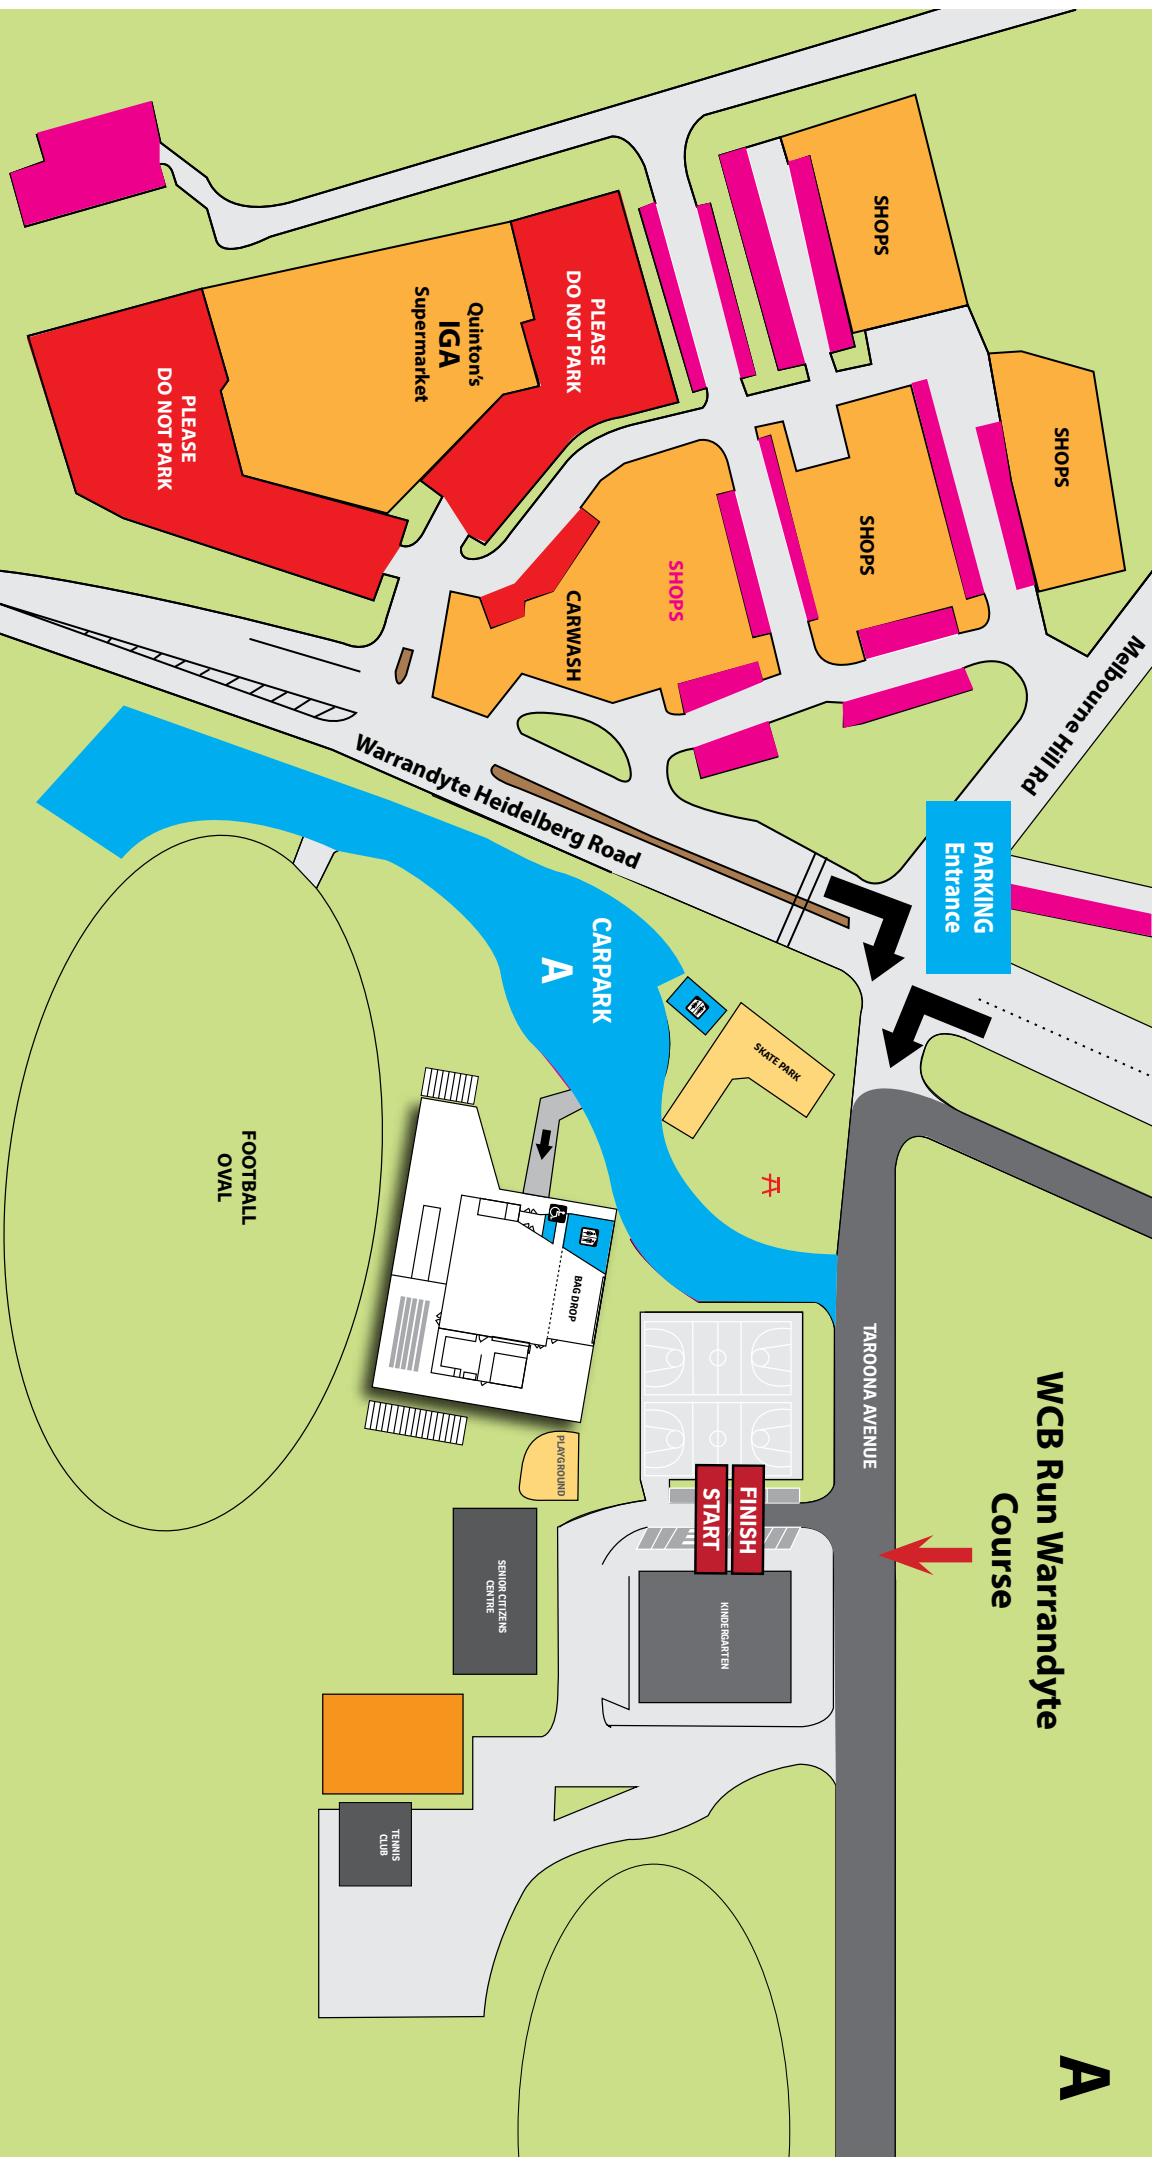 WCB Run Warrandyte
Course
A
Melbourne Hill Rd
PARKING
Entrance
SHOPS
SHOPS
SHOPS
SHOPS
PLEASE
DO NOT PARK
Quinton's
IGA
Supermarket
PLEASE
DO NOT PARK
CARWASH
Warrandyte Heidelberg Road
CARPARK
A
SKATE PARK
TAROONA AVENUE
BAG DROP
FOOTBALL
OVAL
PLAYGROUND
FINISH
START
KINDERGARTEN
SENIOR CITIZENS
CENTRE
TENNIS
CLUB